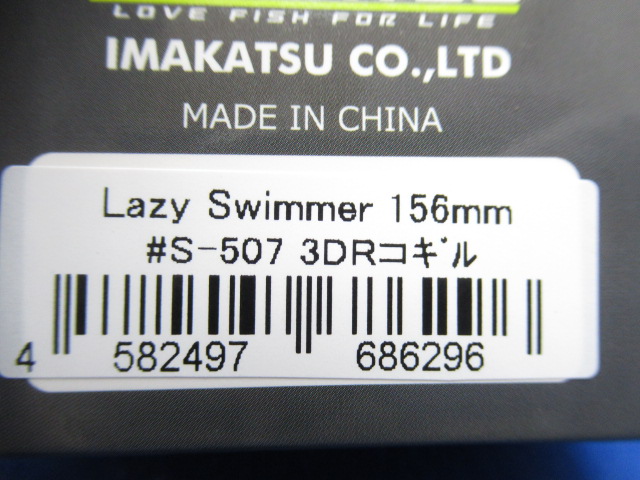 LOVE FISH FOR LIFE
IMAKATSU CO.,LTD
MADE IN CHINA
Lazy Swimmer 156mm
#S-507 3DRコギル
4 582497 686296